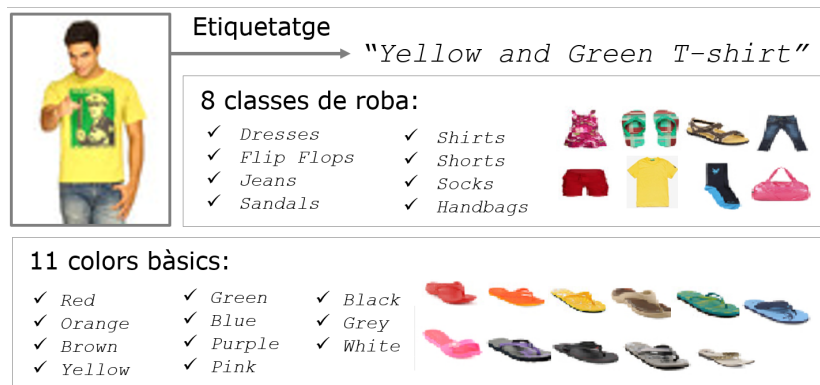 Etiquetatge
"Yellow and Green T-shirt"
8 classes de roba:
✓ Dresses
✓ Flip Flops
✓ Jeans
✓ Sandals
✓ Shirts
✓ Shorts
✓ Socks
✓ Handbags
11 colors bàsics:
✓ Red
✓ Orange
✓ Brown
✓ Yellow
✓ Green
✓ Blue
✓ Purple
✓ Pink
✓ Black
✓ Grey
✓ White